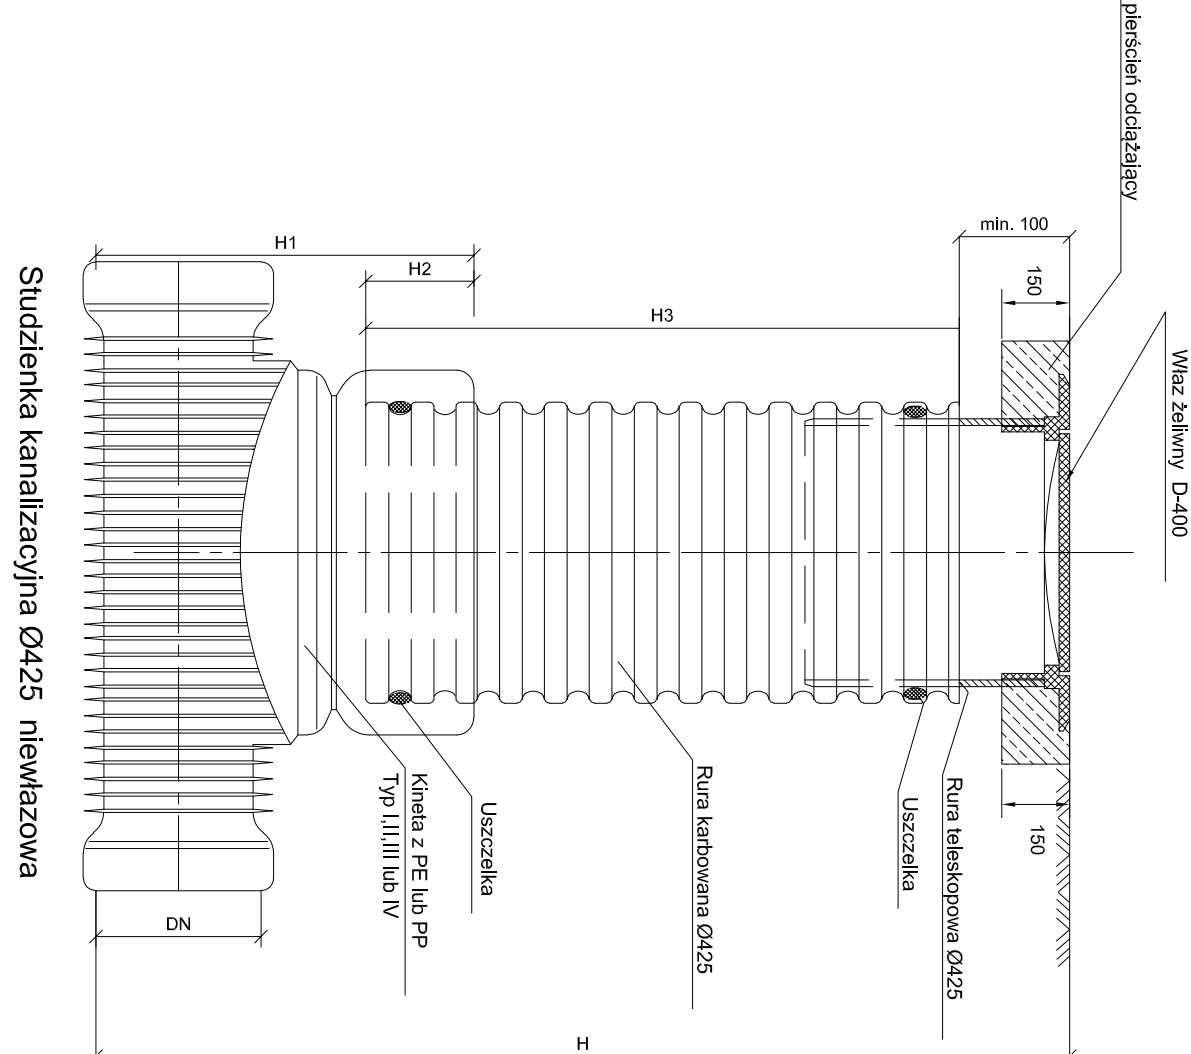 pierścień odciążający
Właz żeliwny D-400
min. 100
150
H1
H2
H3
150
Rura teleskopowa Ø425
Uszczelka
Rura karbowana Ø425
Uszczelka
Kineta z PE lub PP
Typ I,II,III lub IV
DN
H
Studzienka kanalizacyjna Ø425 niewłazowa